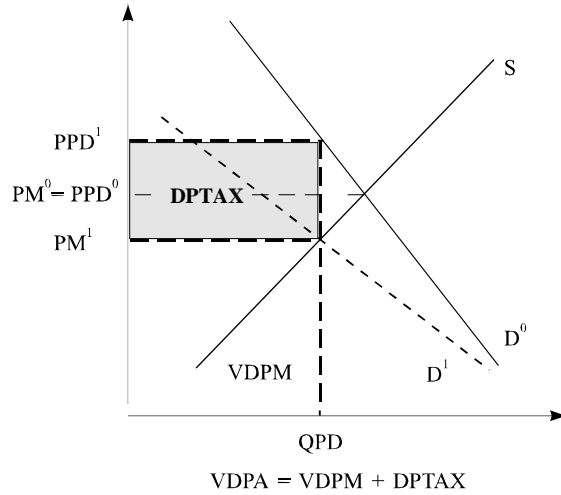 S
PPD¹
PM⁰ = PPD⁰
DPTAX
PM¹
D⁰
VDPM
D¹
QPD
VDPA = VDPM + DPTAX